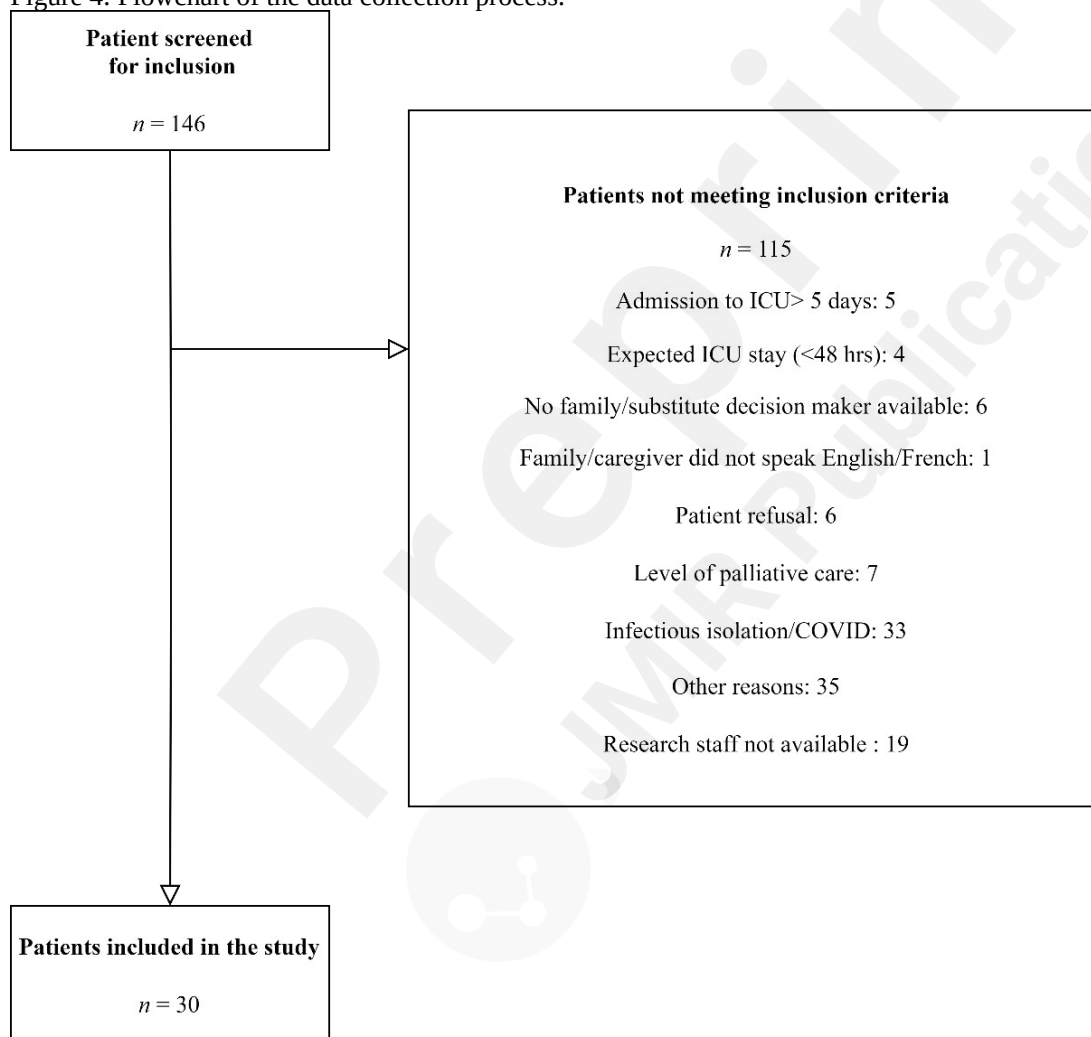 Figure 4. Flowchart of the data collection process.
Patient screened
for inclusion
n = 146
Patients not meeting inclusion criteria
n = 115
Admission to ICU> 5 days: 5
Expected ICU stay (<48 hrs): 4
No family/substitute decision maker available: 6
Family/caregiver did not speak English/French: 1
Patient refusal: 6
Level of palliative care: 7
Infectious isolation/COVID: 33
Other reasons: 35
Research staff not available : 19
Patients included in the study
n = 30
Preprin
JMIR Publicatio